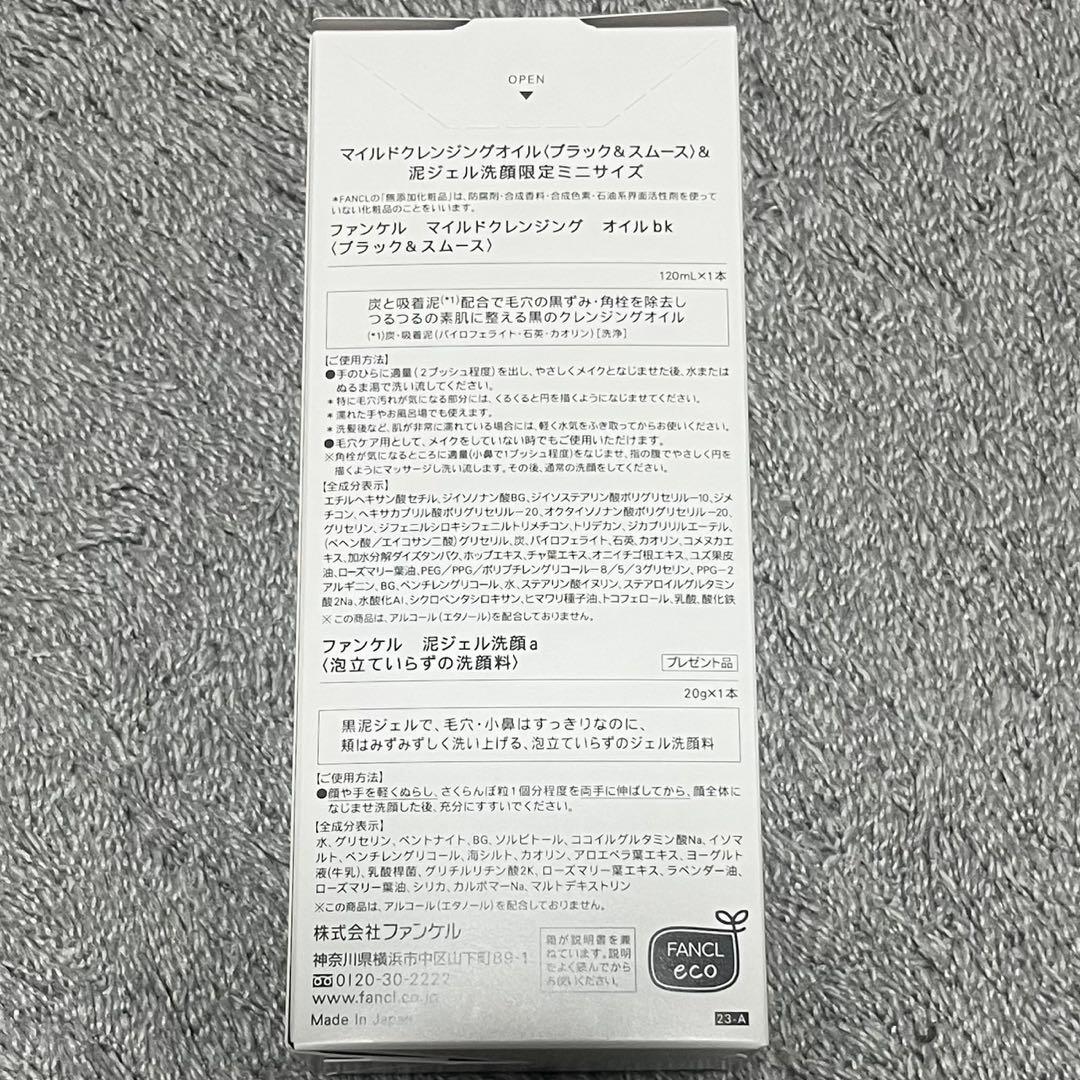 OPEN
マイルドクレンジングオイル〈ブラック&スムース〉&
泥ジェル洗顔限定ミニサイズ
*FANCLの「無添加化粧品」は、防腐剤・合成香料・合成色素・石油系界面活性剤を使って
いない化粧品のことをいいます。
ファンケル マイルドクレンジング オイルbk
〈ブラック&スムース〉
120mL×1本
炭と吸着泥(*1)配合で毛穴の黒ずみ・角栓を除去し
つるつるの素肌に整える黒のクレンジングオイル
(*1)炭・吸着泥(パイロフェライト・石英・カオリン)[洗浄]
【ご使用方法】
●手のひらに適量(2プッシュ程度)を出し、やさしくメイクとなじませた後、水または
ぬるま湯で洗い流してください。
*特に毛穴汚れが気になる部分には、くるくると円を描くようになじませてください。
*濡れた手やお風呂場でも使えます。
*洗髪後など、肌が非常に濡れている場合には、軽く水気をふき取ってからお使いください。
●毛穴ケア用として、メイクをしていない時でもご使用いただけます。
※角栓が気になるところに適量(小鼻で1プッシュ程度)をなじませ、指の腹でやさしく円を
描くようにマッサージし洗い流します。その後、通常の洗顔をしてください。
【全成分表示】
エチルヘキサン酸セチル、ジイソノナン酸BG、ジイソステアリン酸ポリグリセリル-10、ジメ
チコン、ヘキサカプリル酸ポリグリセリル-20、オクタイソノナン酸ポリグリセリル-20、
グリセリン、ジフェニルシロキシフェニルトリメチコン、トリデカン、ジカプリリルエーテル、
(ベヘン酸/エイコサン二酸)グリセリル、炭、パイロフェライト、石英、カオリン、コメヌカエ
キス、加水分解ダイズタンパク、ホップエキス、チャ葉エキス、オニイチゴ根エキス、ユズ果皮
油、ローズマリー葉油、PEG/PPG/ポリブチレングリコール-8/5/3グリセリン、PPG-2
アルギニン、BG、ペンチレングリコール、水、ステアリン酸イヌリン、ステアロイルグルタミン
酸2Na、水酸化Al、シクロペンタシロキサン、ヒマワリ種子油、トコフェロール、乳酸、酸化鉄
※この商品は、アルコール(エタノール)を配合しておりません。
ファンケル 泥ジェル洗顔a
〈泡立ていらずの洗顔料〉
プレゼント品
20g×1本
黒泥ジェルで、毛穴・小鼻はすっきりなのに、
頬はみずみずしく洗い上げる、泡立ていらずのジェル洗顔料
【ご使用方法】
●顔や手を軽くぬらし、さくらんぼ粒1個分程度を両手に伸ばしてから、顔全体に
なじませ洗顔した後、充分にすすいでください。
【全成分表示】
水、グリセリン、ベントナイト、BG、ソルビトール、ココイルグルタミン酸Na、イソマ
ルト、ペンチレングリコール、海シルト、カオリン、アロエベラ葉エキス、ヨーグルト
液(牛乳)、乳酸桿菌、グリチルリチン酸2K、ローズマリー葉エキス、ラベンダー油、
ローズマリー葉油、シリカ、カルボマーNa、マルトデキストリン
※この商品は、アルコール(エタノール)を配合しておりません。
株式会社ファンケル
神奈川県横浜市中区山下町89-1
0120-30-2222
www.fancl.co.jp
Made In Japan
箱が説明書を兼
ねています。説明
をよく読んでから
お使いください。
FANCL
eco
23-A